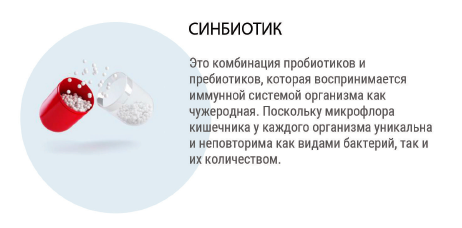 СИНБИОТИК
Это комбинация пробиотиков и
пребиотиков, которая воспринимается
иммунной системой организма как
чужеродная. Поскольку микрофлора
кишечника у каждого организма уникальна
и неповторима как видами бактерий, так и
их количеством.